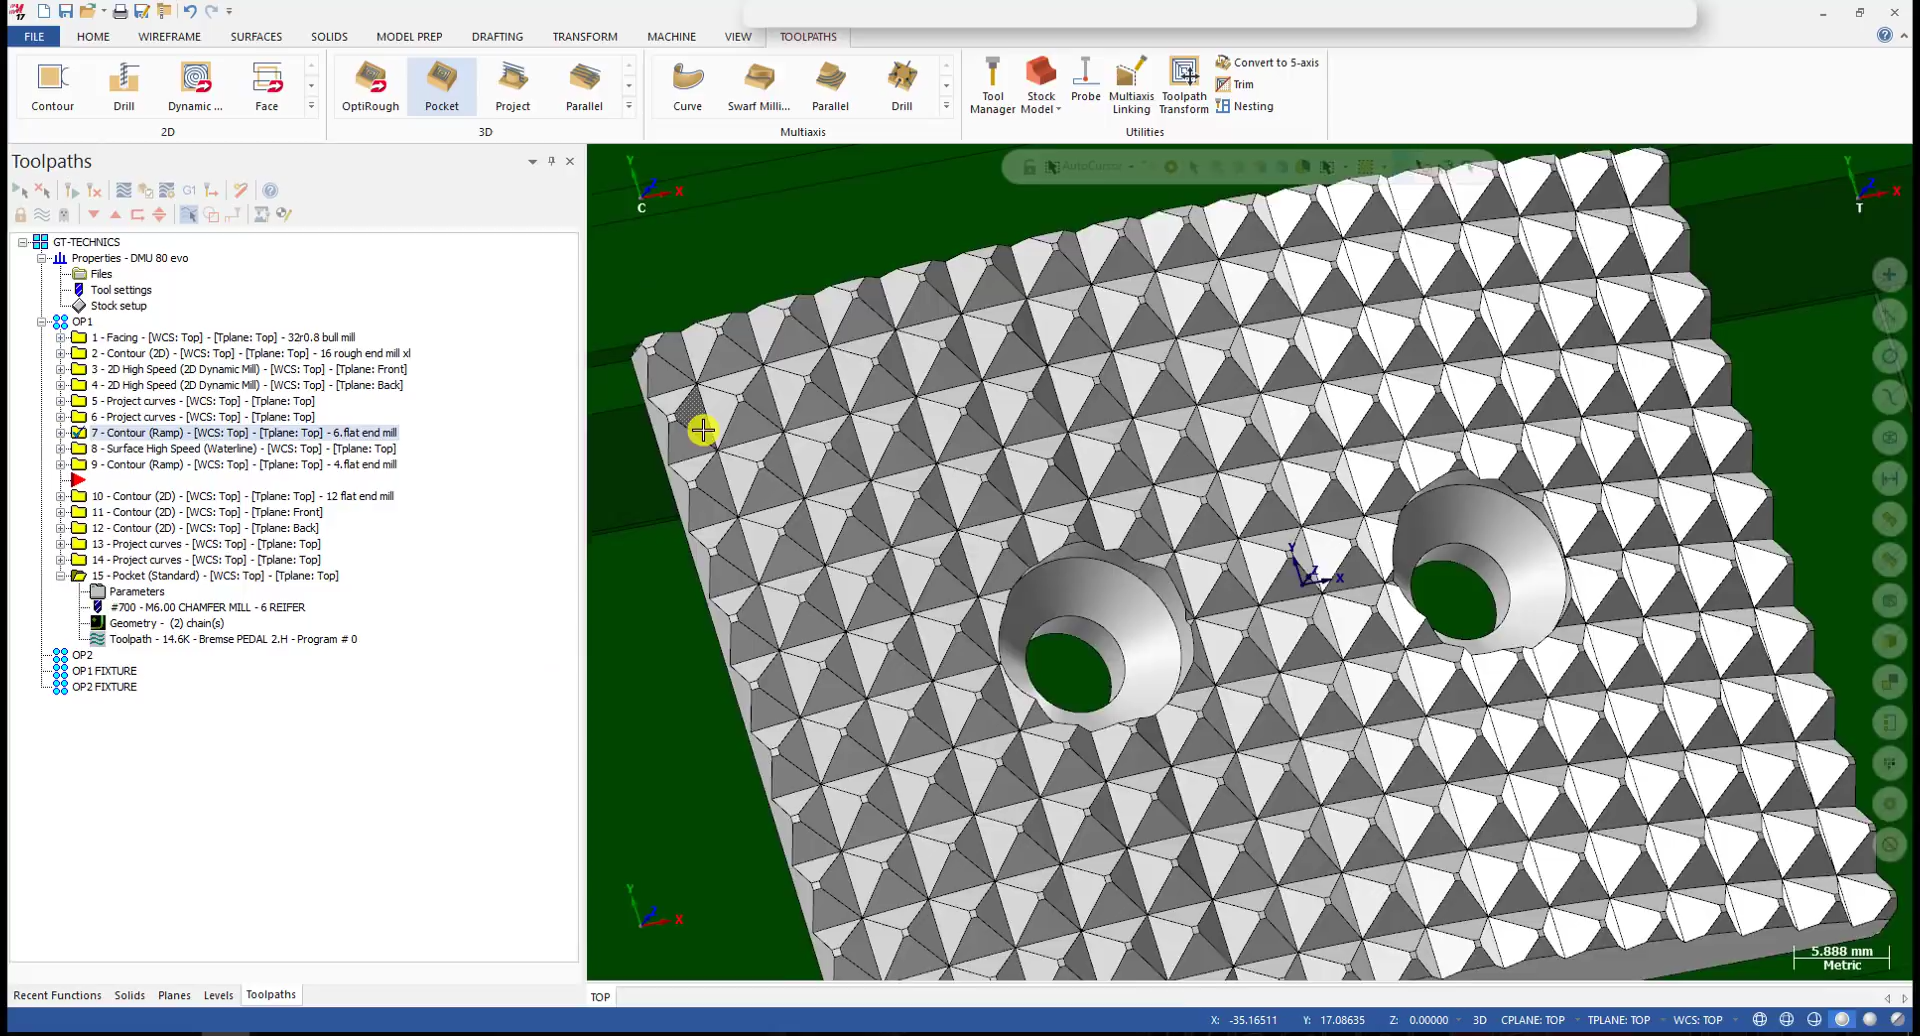 17
FILE HOME WIREFRAME SURFACES SOLIDS MODEL PREP DRAFTING TRANSFORM MACHINE VIEW TOOLPATHS
Contour Drill Dynamic ... Face OptiRough Pocket Project Parallel Curve Swarf Milli... Parallel Drill
Tool Manager
Stock Model
Probe
Multiaxis Linking
Toolpath Transform
Convert to 5-axis
Trim
Nesting
2D 3D Multiaxis Utilities
Toolpaths
G1
AutoCursor
GT-TECHNICS
Properties - DMU 80 evo
Files
Tool settings
Stock setup
OP1
1 - Facing - [WCS: Top] - [Tplane: Top] - 32r0.8 bull mill
2 - Contour (2D) - [WCS: Top] - [Tplane: Top] - 16 rough end mill xl
3 - 2D High Speed (2D Dynamic Mill) - [WCS: Top] - [Tplane: Front]
4 - 2D High Speed (2D Dynamic Mill) - [WCS: Top] - [Tplane: Back]
5 - Project curves - [WCS: Top] - [Tplane: Top]
6 - Project curves - [WCS: Top] - [Tplane: Top]
7 - Contour (Ramp) - [WCS: Top] - [Tplane: Top] - 6.flat end mill
8 - Surface High Speed (Waterline) - [WCS: Top] - [Tplane: Top]
9 - Contour (Ramp) - [WCS: Top] - [Tplane: Top] - 4.flat end mill
10 - Contour (2D) - [WCS: Top] - [Tplane: Top] - 12 flat end mill
11 - Contour (2D) - [WCS: Top] - [Tplane: Front]
12 - Contour (2D) - [WCS: Top] - [Tplane: Back]
13 - Project curves - [WCS: Top] - [Tplane: Top]
14 - Project curves - [WCS: Top] - [Tplane: Top]
15 - Pocket (Standard) - [WCS: Top] - [Tplane: Top]
Parameters
#700 - M6.00 CHAMFER MILL - 6 REIFER
Geometry - (2) chain(s)
Toolpath - 14.6K - Bremse PEDAL 2.H - Program # 0
OP2
OP1 FIXTURE
OP2 FIXTURE
Y
Z X
C
Y
Z X
T
Y
Z X
Y
Z X
5.888 mm
Metric
Recent Functions Solids Planes Levels Toolpaths
TOP
X: -35.16511 Y: 17.08635 Z: 0.00000 3D CPLANE: TOP TPLANE: TOP WCS: TOP